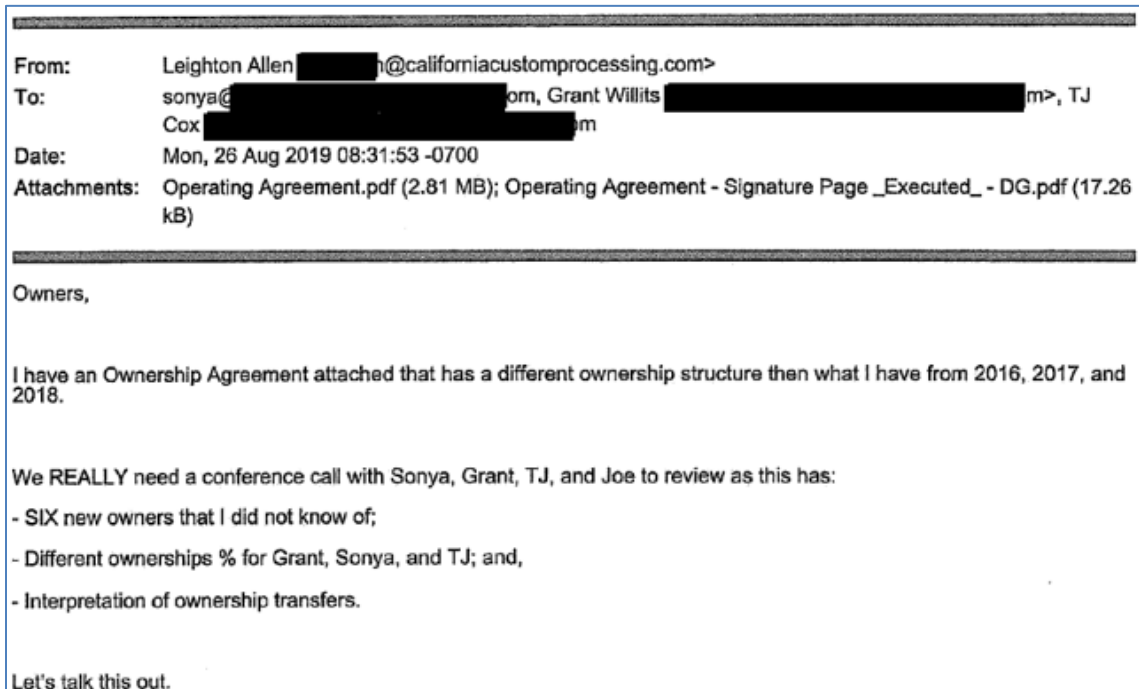 From: Leighton Allen @californiacustomprocessing.com>
To: sonya@ om, Grant Willits m>, TJ
Cox m
Date: Mon, 26 Aug 2019 08:31:53 -0700
Attachments: Operating Agreement.pdf (2.81 MB); Operating Agreement - Signature Page _Executed_ - DG.pdf (17.26
kB)
Owners,
I have an Ownership Agreement attached that has a different ownership structure then what I have from 2016, 2017, and
2018.
We REALLY need a conference call with Sonya, Grant, TJ, and Joe to review as this has:
- SIX new owners that I did not know of;
- Different ownerships % for Grant, Sonya, and TJ; and,
- Interpretation of ownership transfers.
Let's talk this out.